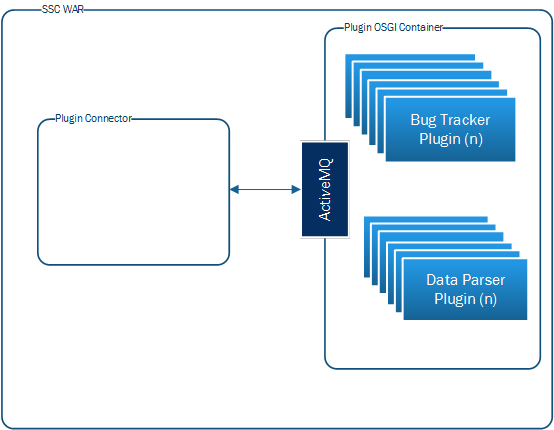 SSC WAR
Plugin OSGI Container
Bug Tracker
Plugin (n)
Plugin Connector
ActiveMQ
Data Parser
Plugin (n)